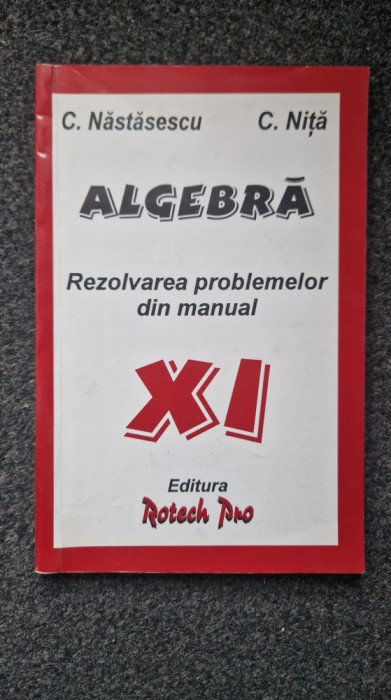 C. Năstăsescu C. Niță
ALGEBRĂ
Rezolvarea problemelor
din manual
XI
Editura
Rotech Pro